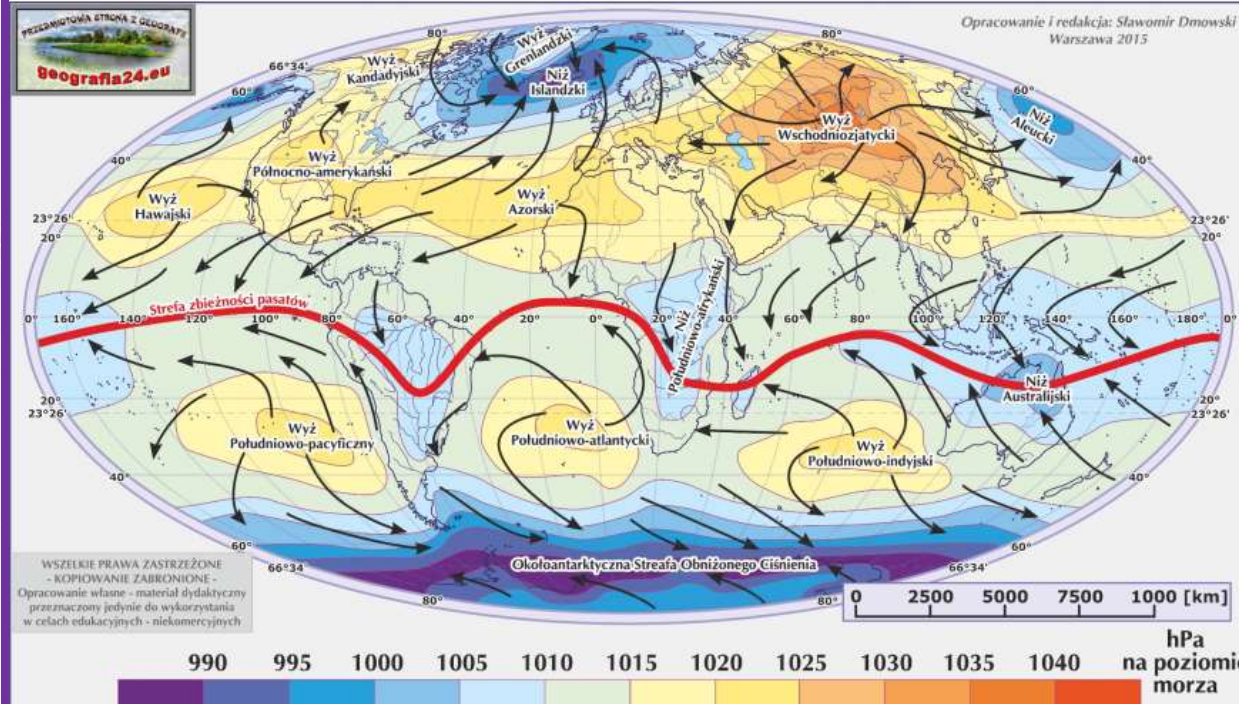 PRZEDMIOTOWA STRONA Z GEOGRAFII
geografia24.eu
Opracowanie i redakcja: Sławomir Dmowski
Warszawa 2015
80°
80°
66°34'
60°
60°
40°
40°
23°26'
20°
23°26'
20°
Wyż
Kandadyjski
Wyż
Grenlandzki
Niż
Islandzki
Wyż
Wschodniozjatycki
Niż
Aleucki
Wyż
Północno-amerykański
Wyż
Hawajski
Wyż
Azorski
Strefa zbieżności pasatów
Niż
Południowo-afrykański
0° 160° 140° 120° 100° 80° 60° 40° 20° 0° 20° 40° 60° 80° 100° 120° 140° 160° 180° 0°
Niż
Australijski
20°
23°26'
20°
23°26'
Wyż
Południowo-pacyficzny
Wyż
Południowo-atlantycki
Wyż
Południowo-indyjski
40°
40°
60°
60°
66°34'
66°34'
80°
80°
Okołoantarktyczna Streafa Obniżonego Ciśnienia
WSZELKIE PRAWA ZASTRZEŻONE
- KOPIOWANIE ZABRONIONE -
Opracowanie własne - materiał dydaktyczny
przeznaczony jedynie do wykorzystania
w celach edukacyjnych - niekomercyjnych
0 2500 5000 7500 1000 [km]
990 995 1000 1005 1010 1015 1020 1025 1030 1035 1040
hPa
na poziomie
morza